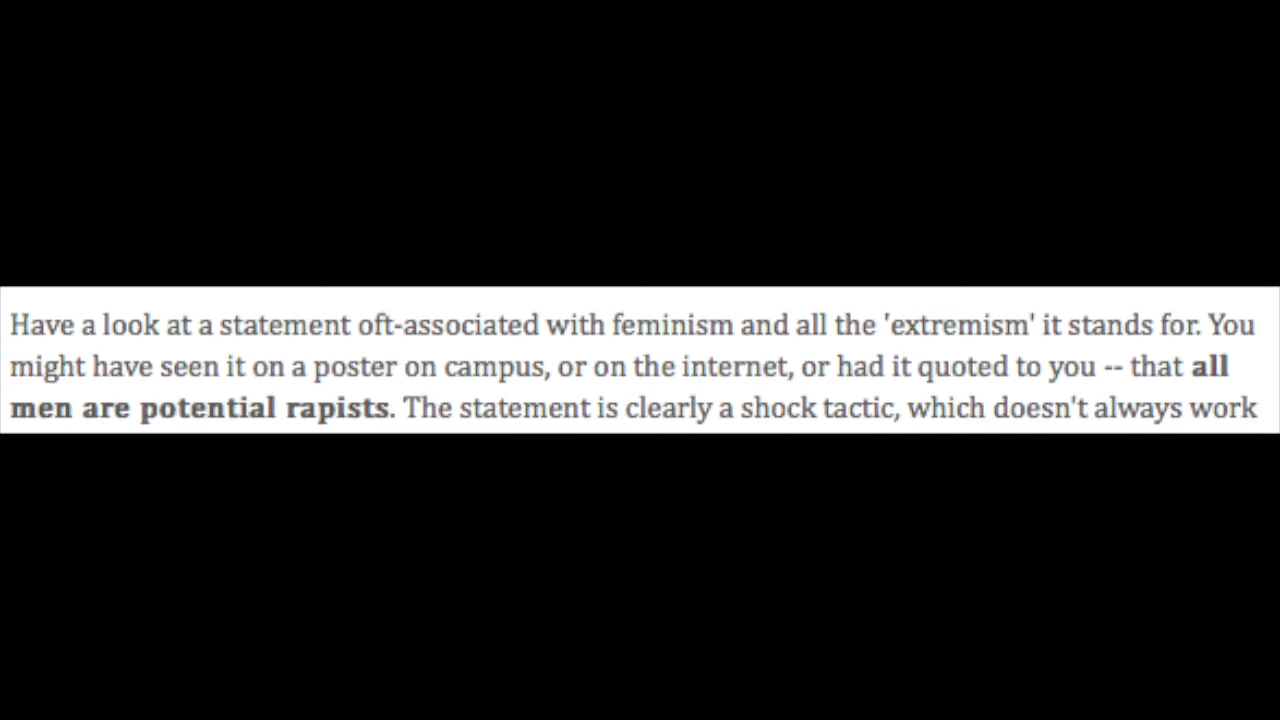 Have a look at a statement oft-associated with feminism and all the 'extremism' it stands for. You
might have seen it on a poster on campus, or on the internet, or had it quoted to you -- that all
men are potential rapists. The statement is clearly a shock tactic, which doesn't always work